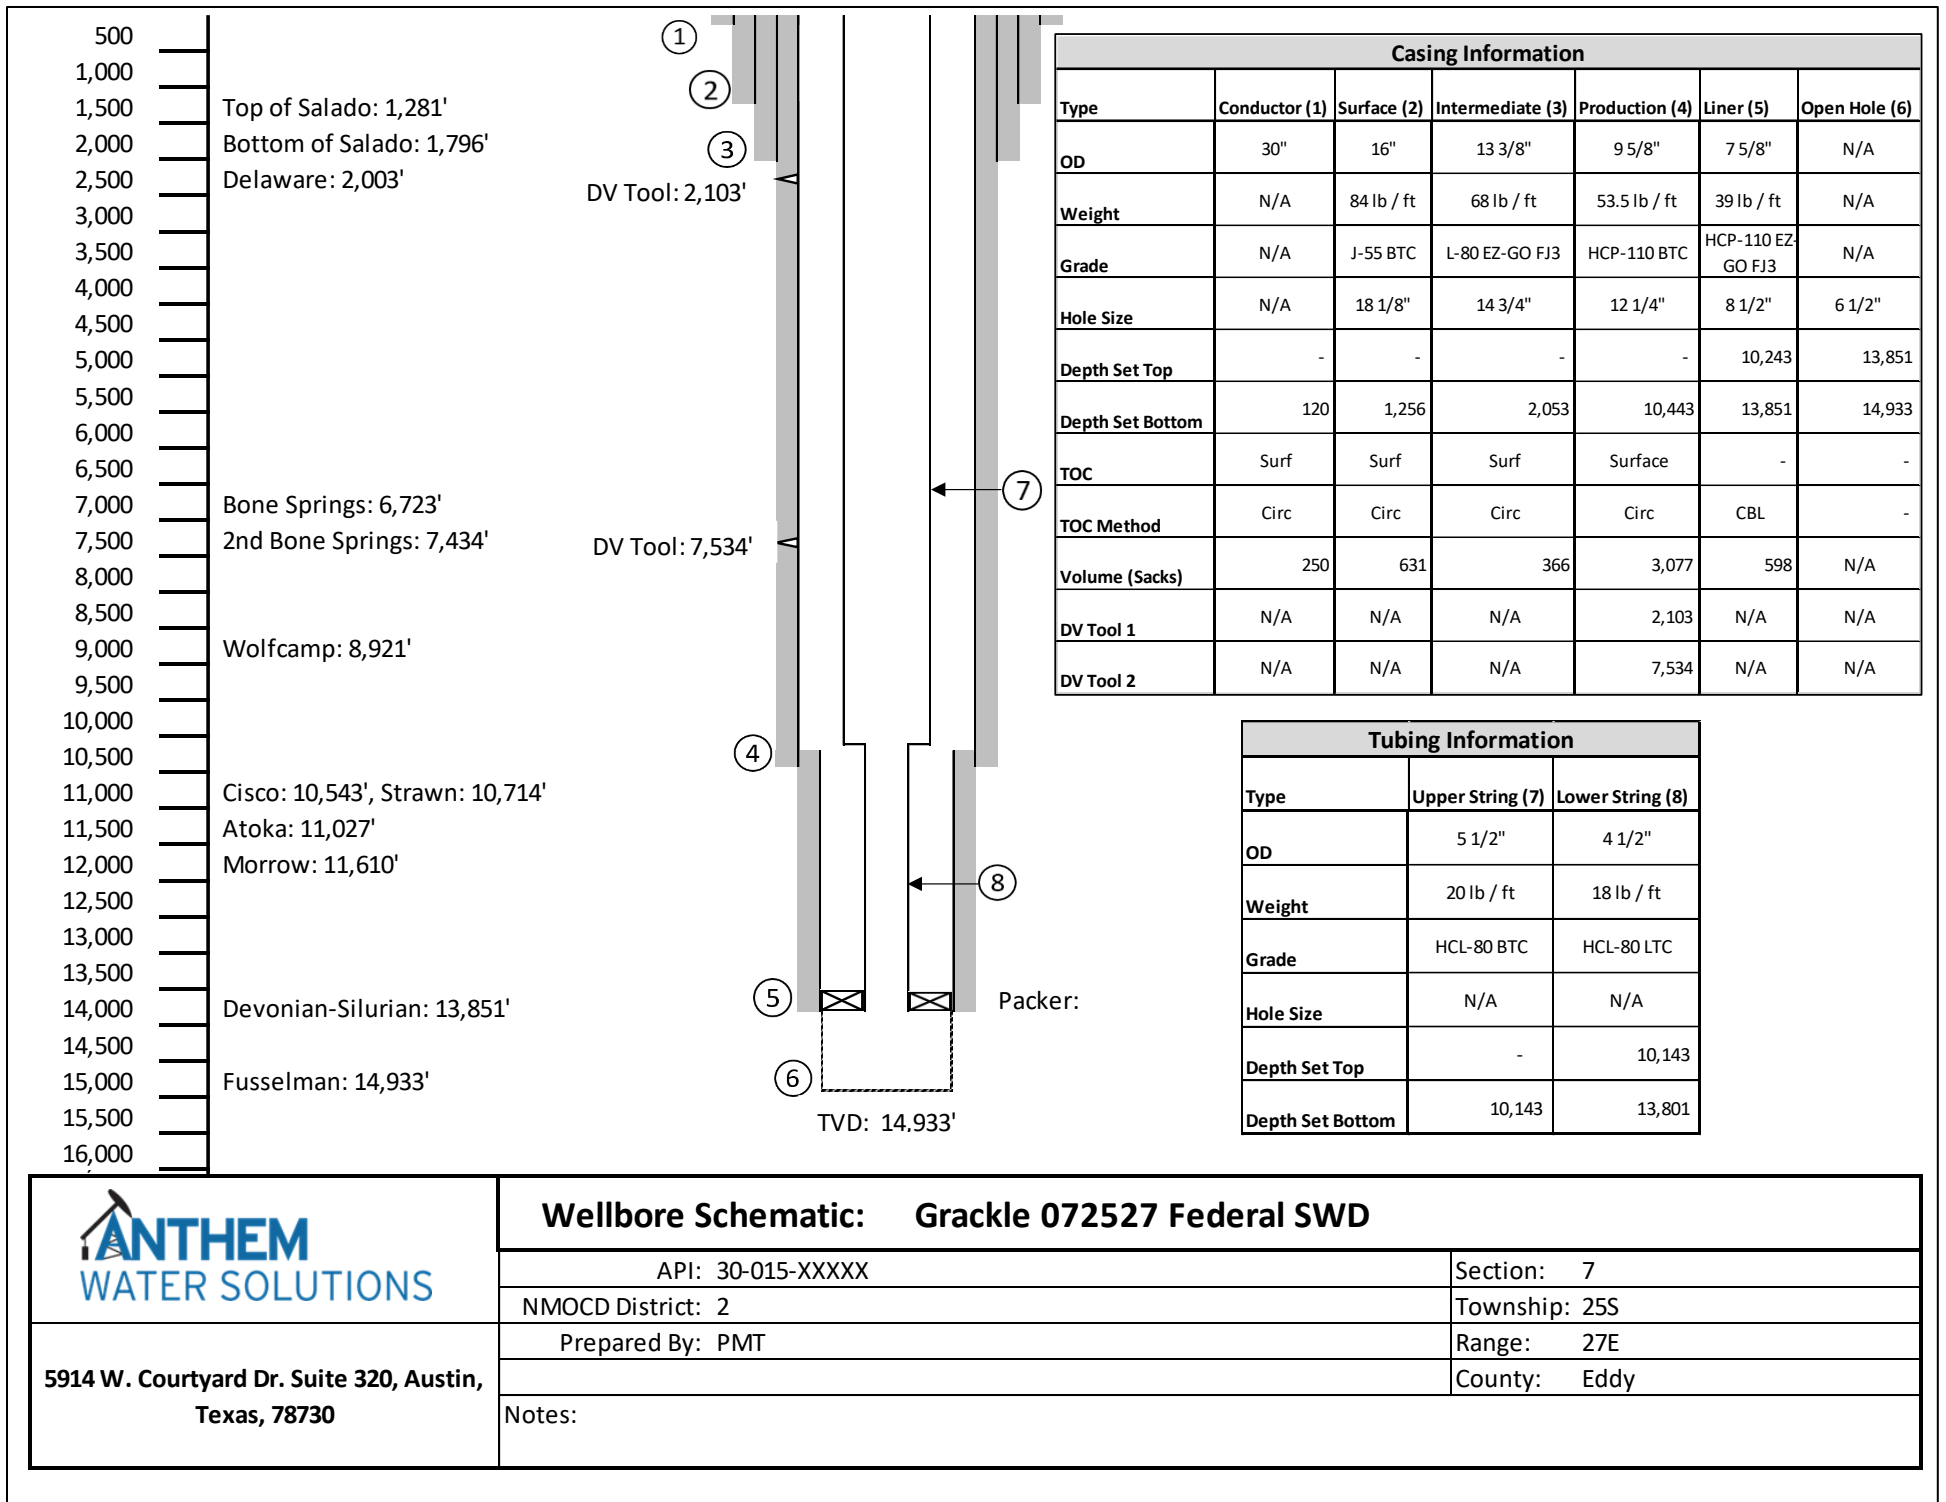 500
1,000
1,500
2,000
2,500
3,000
3,500
4,000
4,500
5,000
5,500
6,000
6,500
7,000
7,500
8,000
8,500
9,000
9,500
10,000
10,500
11,000
11,500
12,000
12,500
13,000
13,500
14,000
14,500
15,000
15,500
16,000
Top of Salado: 1,281'
Bottom of Salado: 1,796'
Delaware: 2,003'
Bone Springs: 6,723'
2nd Bone Springs: 7,434'
Wolfcamp: 8,921'
Cisco: 10,543', Strawn: 10,714'
Atoka: 11,027'
Morrow: 11,610'
Devonian-Silurian: 13,851'
Fusselman: 14,933'
1
2
3
DV Tool: 2,103'
7
DV Tool: 7,534'
4
8
5
Packer:
6
TVD: 14,933'
Casing Information
Type Conductor (1) Surface (2) Intermediate (3) Production (4) Liner (5) Open Hole (6)
OD 30" 16" 13 3/8" 9 5/8" 7 5/8" N/A
Weight N/A 84 lb / ft 68 lb / ft 53.5 lb / ft 39 lb / ft N/A
Grade N/A J-55 BTC L-80 EZ-GO FJ3 HCP-110 BTC HCP-110 EZ-GO FJ3 N/A
Hole Size N/A 18 1/8" 14 3/4" 12 1/4" 8 1/2" 6 1/2"
Depth Set Top - - - - 10,243 13,851
Depth Set Bottom 120 1,256 2,053 10,443 13,851 14,933
TOC Surf Surf Surf Surface - -
TOC Method Circ Circ Circ Circ CBL -
Volume (Sacks) 250 631 366 3,077 598 N/A
DV Tool 1 N/A N/A N/A 2,103 N/A N/A
DV Tool 2 N/A N/A N/A 7,534 N/A N/A
Tubing Information
Type Upper String (7) Lower String (8)
OD 5 1/2" 4 1/2"
Weight 20 lb / ft 18 lb / ft
Grade HCL-80 BTC HCL-80 LTC
Hole Size N/A N/A
Depth Set Top - 10,143
Depth Set Bottom 10,143 13,801
ANTHEM
WATER SOLUTIONS
5914 W. Courtyard Dr. Suite 320, Austin,
Texas, 78730
Wellbore Schematic: Grackle 072527 Federal SWD
API: 30-015-XXXXX Section: 7
NMOCD District: 2 Township: 25S
Prepared By: PMT Range: 27E
County: Eddy
Notes: